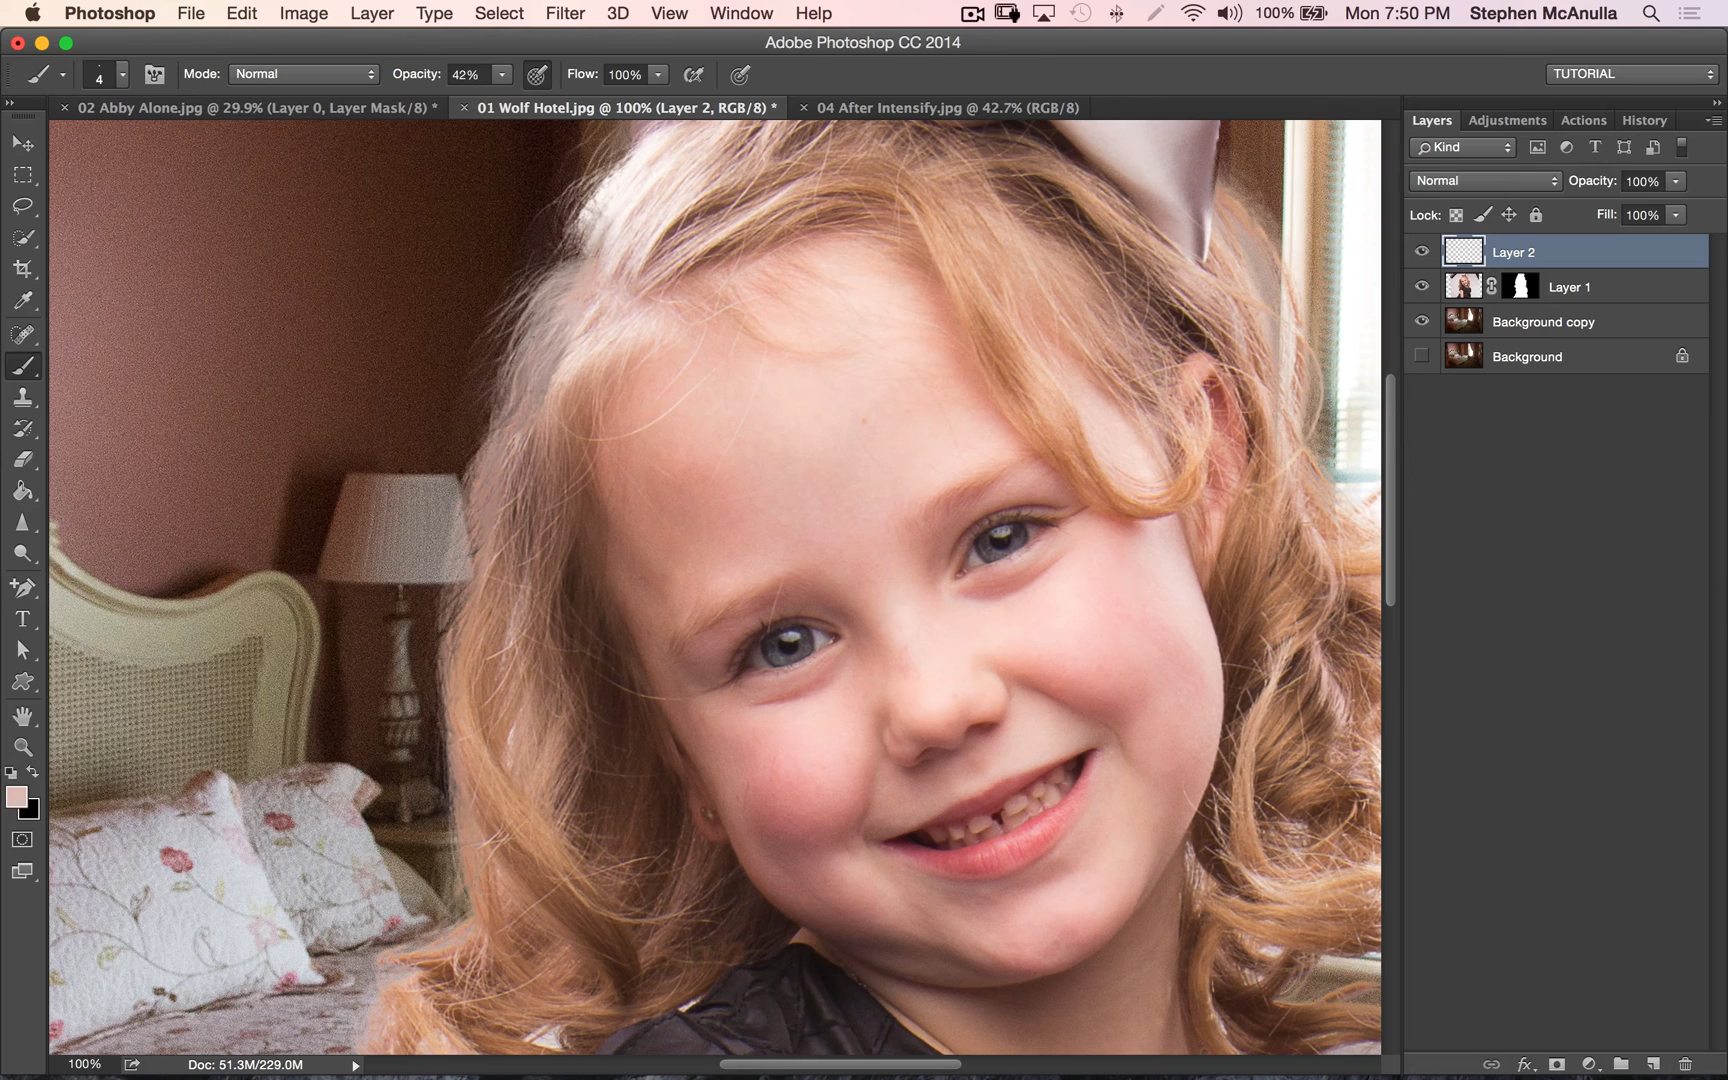 Photoshop File Edit Image Layer Type Select Filter 3D View Window Help 100% Mon 7:50 PM Stephen McAnulla
Adobe Photoshop CC 2014
4 Mode: Normal Opacity: 42% Flow: 100% TUTORIAL
02 Abby Alone.jpg @ 29.9% (Layer 0, Layer Mask/8) * 01 Wolf Hotel.jpg @ 100% (Layer 2, RGB/8) * 04 After Intensify.jpg @ 42.7% (RGB/8)
Layers Adjustments Actions History
Kind
Normal Opacity: 100%
Lock: Fill: 100%
Layer 2
Layer 1
Background copy
Background
100% Doc: 51.3M/229.0M